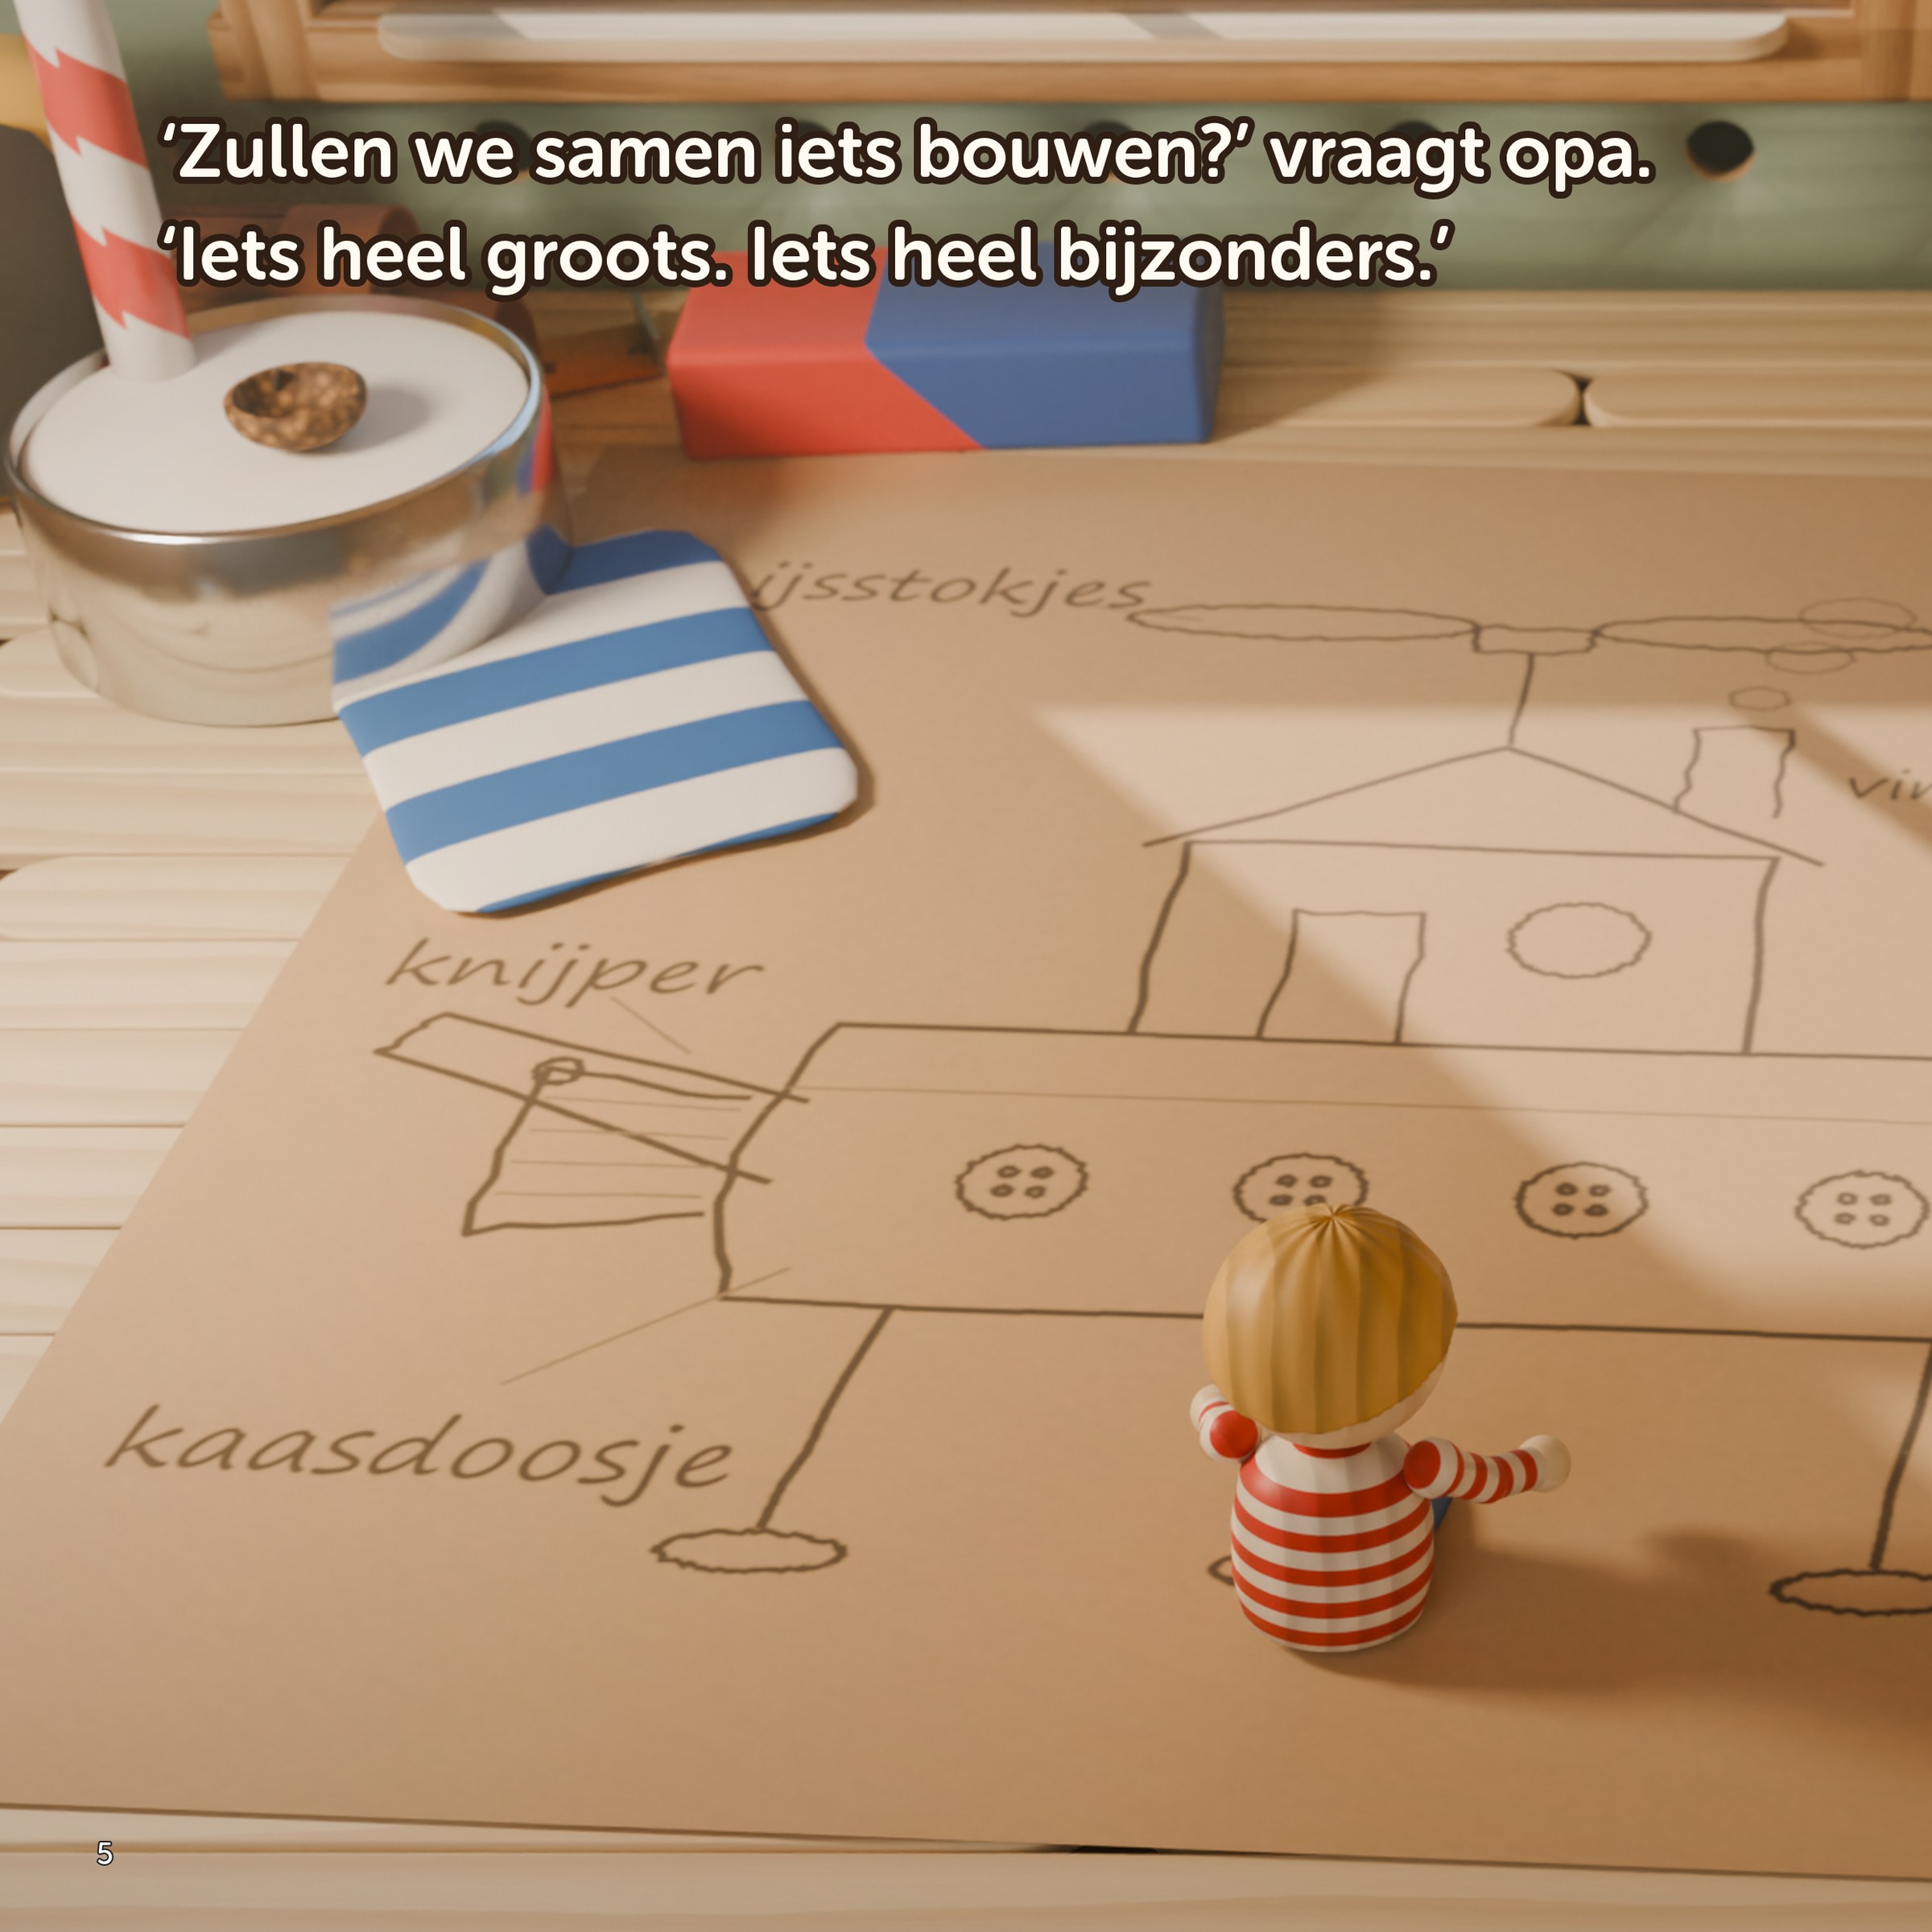 ‘Zullen we samen iets bouwen?’ vraagt opa.
‘Iets heel groots. Iets heel bijzonders.’
ijsstokjes
knijper
kaasdoosje
5